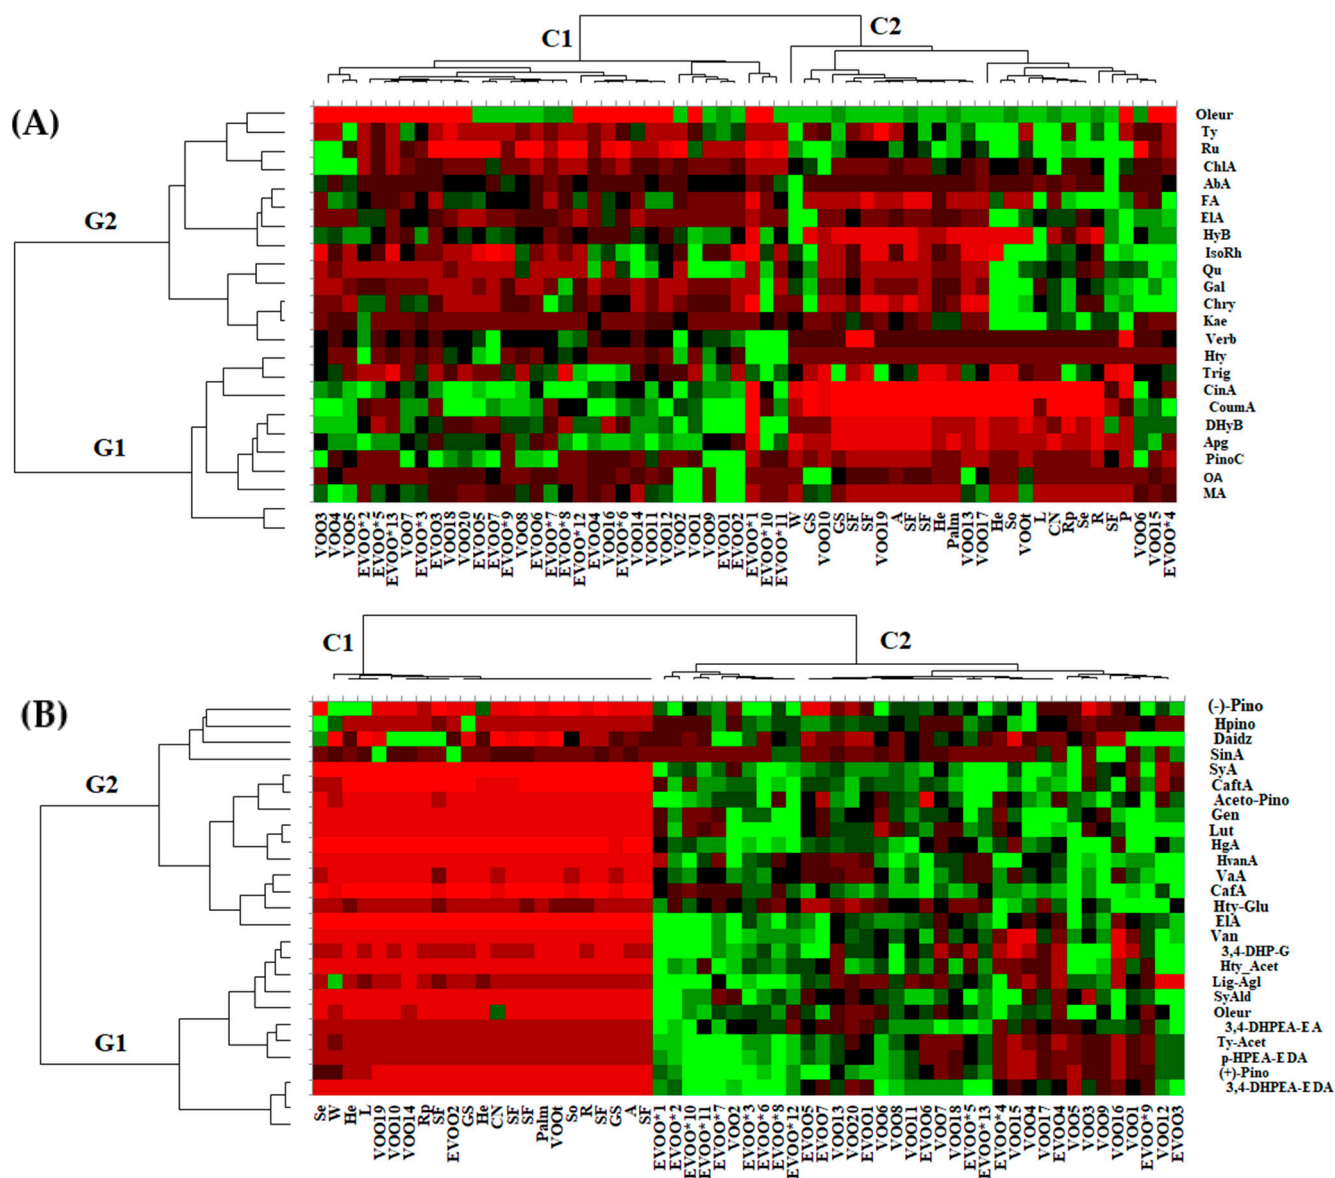 C1
C2
(A)
G2
G1
Oleur
Ty
Ru
ChlA
AbA
FA
ElA
HyB
IsoRh
Qu
Gal
Chry
Kae
Verb
Hty
Trig
CinA
CoumA
DHyB
Apg
PinoC
OA
MA
VOO3
VOO4
VOO5
EVOO*2
EVOO*5
EVOO*13
VOO7
EVOO*3
EVOO3
VOO18
VOO20
EVOO5
EVOO7
EVOO*9
VOO8
EVOO6
EVOO*7
EVOO*8
EVOO*12
EVOO4
VOO16
EVOO*6
VOO14
VOO11
VOO12
VOO2
VOO1
VOO9
EVOO1
EVOO2
EVOO*1
EVOO*10
EVOO*11
W
GS
VOO10
GS
SF
SF
VOO19
A
SF
SF
He
Palm
VOO13
VOO17
He
So
VOOt
L
CN
Rp
Se
R
SF
P
VOO6
VOO15
EVOO*4
C1
C2
(B)
G2
G1
(-)-Pino
Hpino
Daidz
SinA
SyA
CaftA
Aceto-Pino
Gen
Lut
HgA
HvanA
VaA
CafA
Hty-Glu
ElA
Van
3,4-DHP-G
Hty_Acet
Lig-Agl
SyAld
Oleur
3,4-DHPEA-EA
Ty-Acet
p-HPEA-EDA
(+)-Pino
3,4-DHPEA-EDA
Se
W
He
L
VOO19
VOO10
VOO14
Rp
SF
EVOO2
GS
He
CN
SF
SF
Palm
VOOt
So
R
SF
GS
A
SF
EVOO*1
EVOO*2
EVOO*10
EVOO*11
EVOO*7
VOO2
EVOO*3
EVOO*6
EVOO*8
EVOO*12
EVOO5
EVOO7
VOO13
VOO20
EVOO1
VOO6
VOO8
VOO11
EVOO6
VOO7
VOO18
EVOO*5
EVOO*13
EVOO*4
VOO15
VOO4
VOO17
EVOO4
VOO5
VOO3
VOO9
VOO16
VOO1
EVOO*9
VOO12
EVOO3